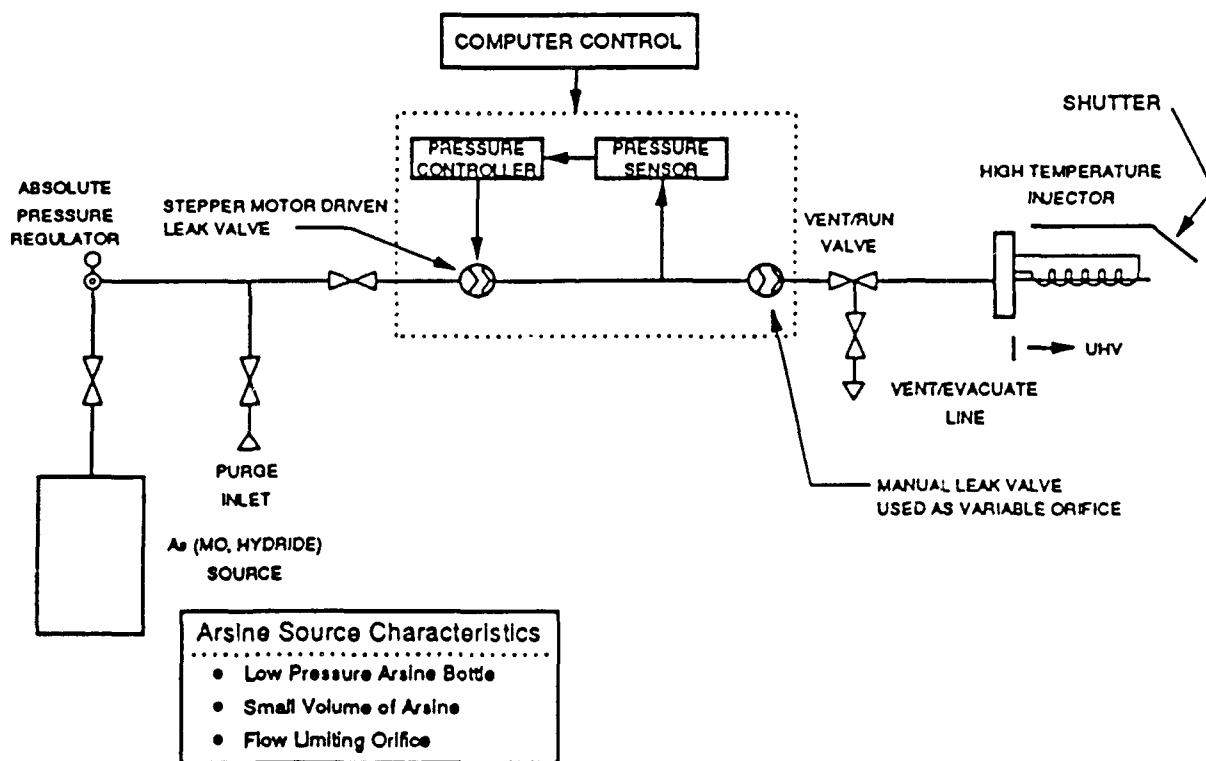 COMPUTER CONTROL
SHUTTER
PRESSURE
CONTROLLER
PRESSURE
SENSOR
HIGH TEMPERATURE
INJECTOR
ABSOLUTE
PRESSURE
REGULATOR
STEPPER MOTOR DRIVEN
LEAK VALVE
VENT/RUN
VALVE
UHV
VENT/EVACUATE
LINE
PURGE
INLET
MANUAL LEAK VALVE
USED AS VARIABLE ORIFICE
As (MO, HYDRIDE)
SOURCE
Arsine Source Characteristics
• Low Pressure Arsine Bottle
• Small Volume of Arsine
• Flow Limiting Orifice